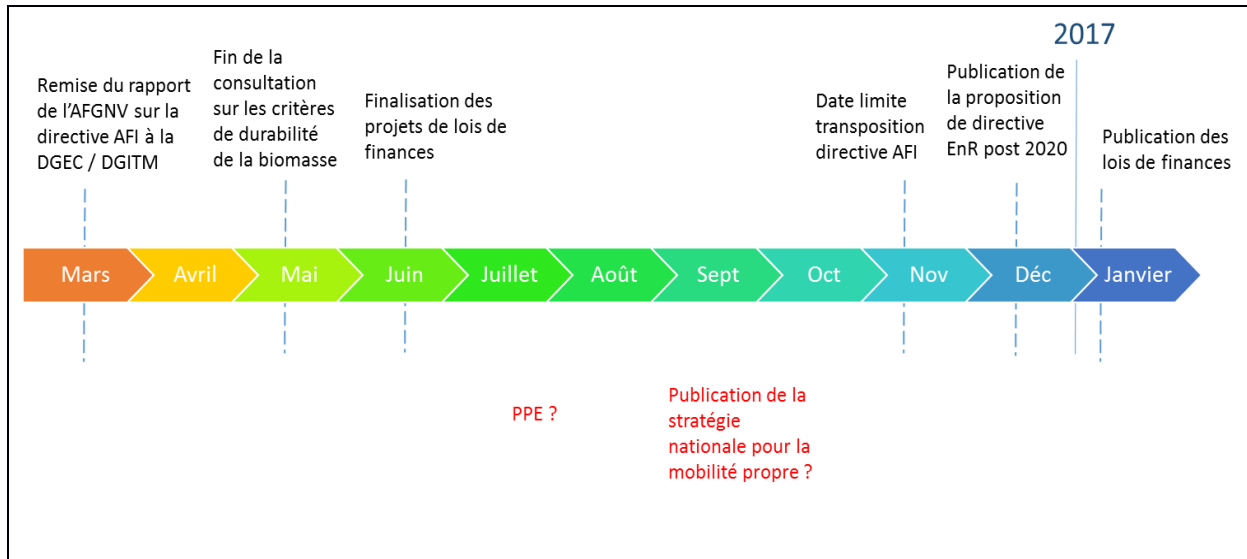 2017
Remise du rapport
de l'AFGNV sur la
directive AFI à la
DGEC / DGITM
Fin de la
consultation
sur les critères
de durabilité
de la biomasse
Finalisation des
projets de lois de
finances
Date limite
transposition
directive AFI
Publication de
la proposition
de directive
EnR post 2020
Publication des
lois de finances
Mars
Avril
Mai
Juin
Juillet
Août
Sept
Oct
Nov
Déc
Janvier
PPE ?
Publication de la
stratégie
nationale pour la
mobilité propre ?